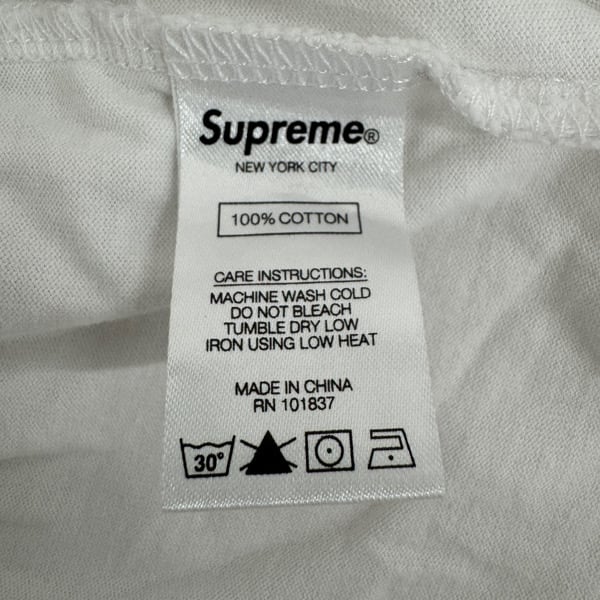 Supreme®
NEW YORK CITY
100% COTTON
CARE INSTRUCTIONS:
MACHINE WASH COLD
DO NOT BLEACH
TUMBLE DRY LOW
IRON USING LOW HEAT
MADE IN CHINA
RN 101837
30°